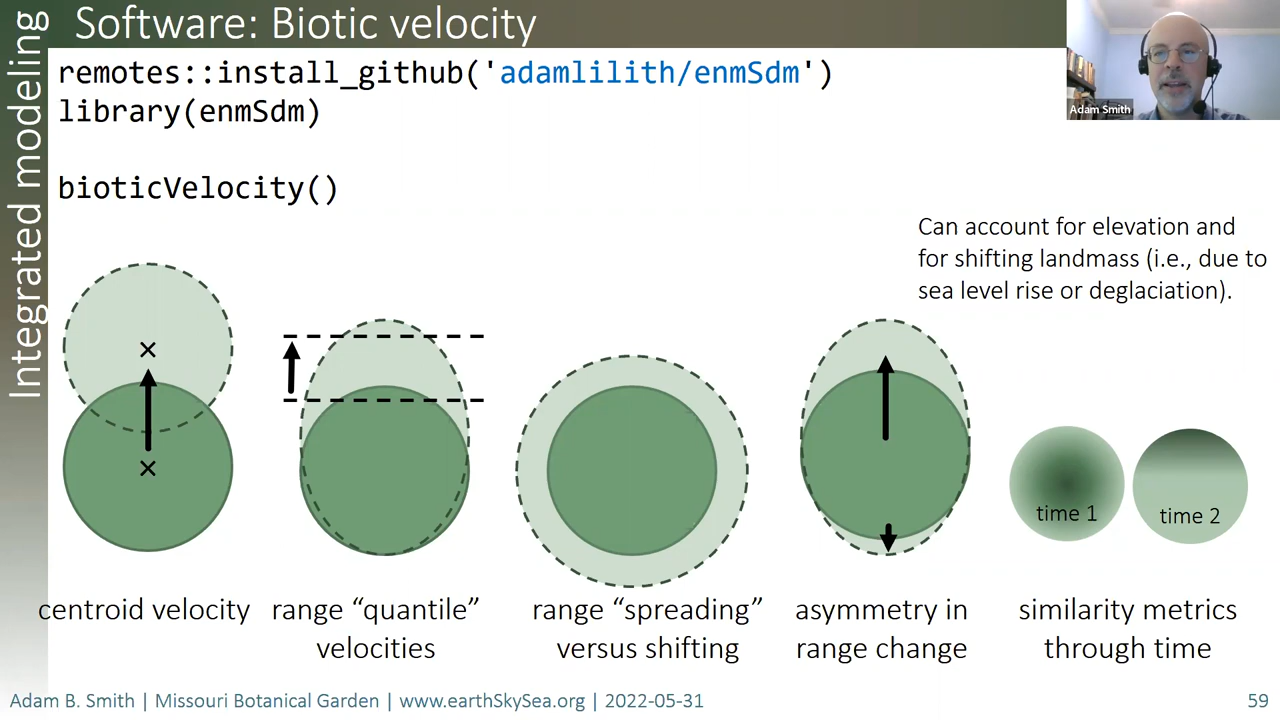 Software: Biotic velocity
Integrated modeling
remotes::install_github('adamlilith/enmSdm')
library(enmSdm)
bioticVelocity()
Adam Smith
Can account for elevation and
for shifting landmass (i.e., due to
sea level rise or deglaciation).
time 1
time 2
centroid velocity
range “quantile”
velocities
range “spreading”
versus shifting
asymmetry in
range change
similarity metrics
through time
Adam B. Smith | Missouri Botanical Garden | www.earthSkySea.org | 2022-05-31
59